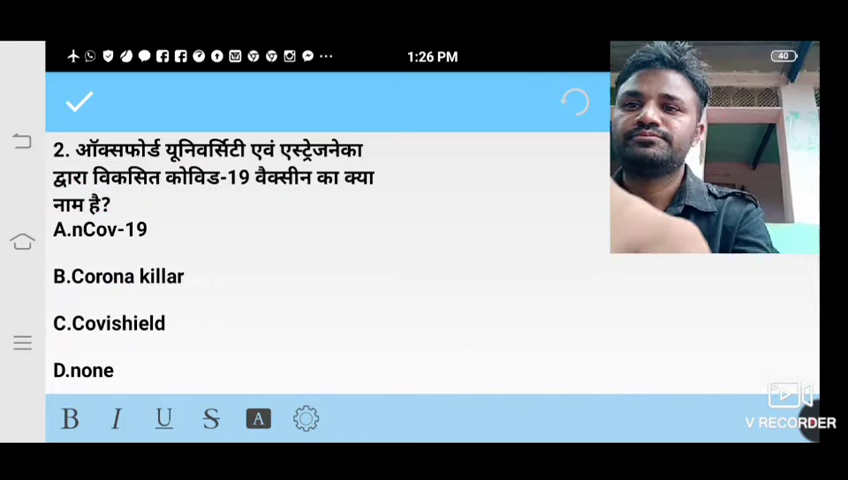 1:26 PM
40
2. ऑक्सफोर्ड यूनिवर्सिटी एवं एस्ट्रेजनेका
द्वारा विकसित कोविड-19 वैक्सीन का क्या
नाम है?
A.nCov-19
B.Corona killar
C.Covishield
D.none
B I U S A
V RECORDER